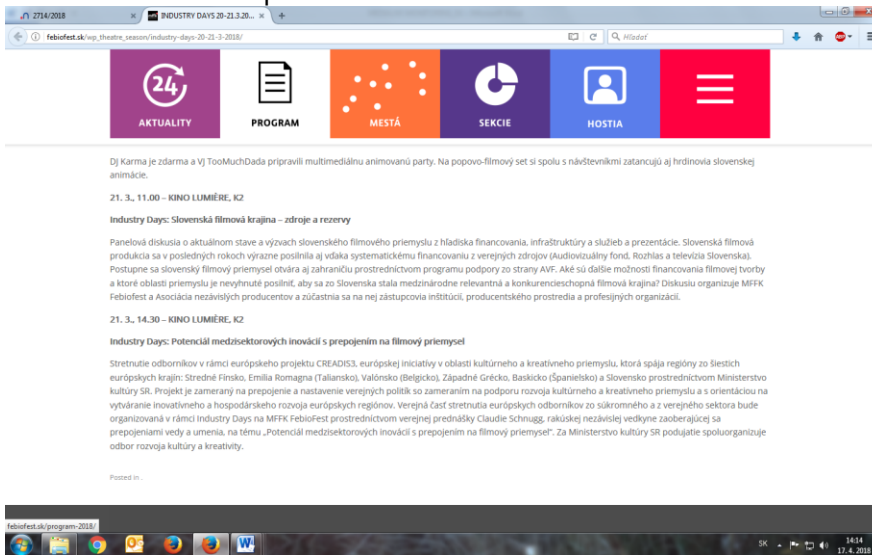 2714/2018
INDUSTRY DAYS 20-21.3.20...
febiofest.sk/wp_theatre_season/industry-days-20-21-3-2018/
Hľadať
24
AKTUALITY
PROGRAM
MESTÁ
SEKCIE
HOSTIA
DJ Karma je zdarma a VJ TooMuchDada pripravili multimediálnu animovanú party. Na popovo-filmový set si spolu s návštevníkmi zatancujú aj hrdinovia slovenskej
animácie.
21. 3., 11.00 – KINO LUMIÈRE, K2
Industry Days: Slovenská filmová krajina – zdroje a rezervy
Panelová diskusia o aktuálnom stave a výzvach slovenského filmového priemyslu z hľadiska financovania, infraštruktúry a služieb a prezentácie. Slovenská filmová
produkcia sa v posledných rokoch výrazne posilnila aj vďaka systematickému financovaniu z verejných zdrojov (Audiovizuálny fond, Rozhlas a televízia Slovenska).
Postupne sa slovenský filmový priemysel otvára aj zahraničiu prostredníctvom programu podpory zo strany AVF. Aké sú ďalšie možnosti financovania filmovej tvorby
a ktoré oblasti priemyslu je nevyhnuté posilniť, aby sa zo Slovenska stala medzinárodne relevantná a konkurencieschopná filmová krajina? Diskusiu organizuje MFFK
Febiofest a Asociácia nezávislých producentov a zúčastnia sa na nej zástupcovia inštitúcií, producentského prostredia a profesijných organizácií.
21. 3., 14.30 – KINO LUMIÈRE, K2
Industry Days: Potenciál medzisektorových inovácií s prepojením na filmový priemysel
Stretnutie odborníkov v rámci európskeho projektu CREADIS3, európskej iniciatívy v oblasti kultúrneho a kreatívneho priemyslu, ktorá spája regióny zo šiestich
európskych krajín: Stredné Fínsko, Emilia Romagna (Taliansko), Valónsko (Belgicko), Západné Grécko, Baskicko (Španielsko) a Slovensko prostredníctvom Ministerstvo
kultúry SR. Projekt je zameraný na prepojenie a nastavenie verejných politík so zameraním na podporu rozvoja kultúrneho a kreatívneho priemyslu a s orientáciou na
vytváranie inovatívneho a hospodárskeho rozvoja európskych regiónov. Verejná časť stretnutia európskych odborníkov zo súkromného a z verejného sektora bude
organizovaná v rámci Industry Days na MFFK FebioFest prostredníctvom verejnej prednášky Claudie Schnugg, rakúskej nezávislej vedkyne zaoberajúcej sa
prepojeniami vedy a umenia, na tému „Potenciál medzisektorových inovácií s prepojením na filmový priemysel“. Za Ministerstvo kultúry SR podujatie spoluorganizuje
odbor rozvoja kultúry a kreativity.
Posted in .
febiofest.sk/program-2018/
SK
14:14
17. 4. 2018